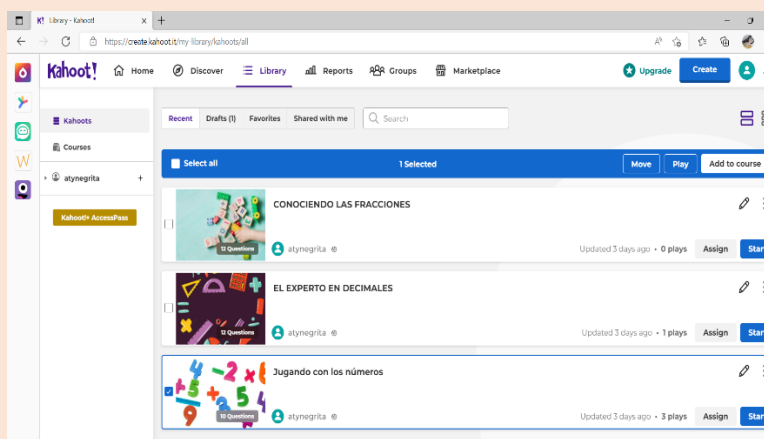 K! Library - Kahoot! x +
https://create.kahoot.it/my-library/kahoots/all
Kahoot! Home Discover Library Reports Groups Marketplace Upgrade Create
Kahoots
Courses
atynegrita +
Kahoot!+ AccessPass
Recent Drafts (1) Favorites Shared with me Search
Select all 1 Selected Move Play Add to course
CONOCIENDO LAS FRACCIONES
12 Questions
atynegrita Updated 3 days ago • 0 plays Assign Star
EL EXPERTO EN DECIMALES
12 Questions
atynegrita Updated 3 days ago • 1 plays Assign Star
Jugando con los números
10 Questions
atynegrita Updated 3 days ago • 3 plays Assign Star